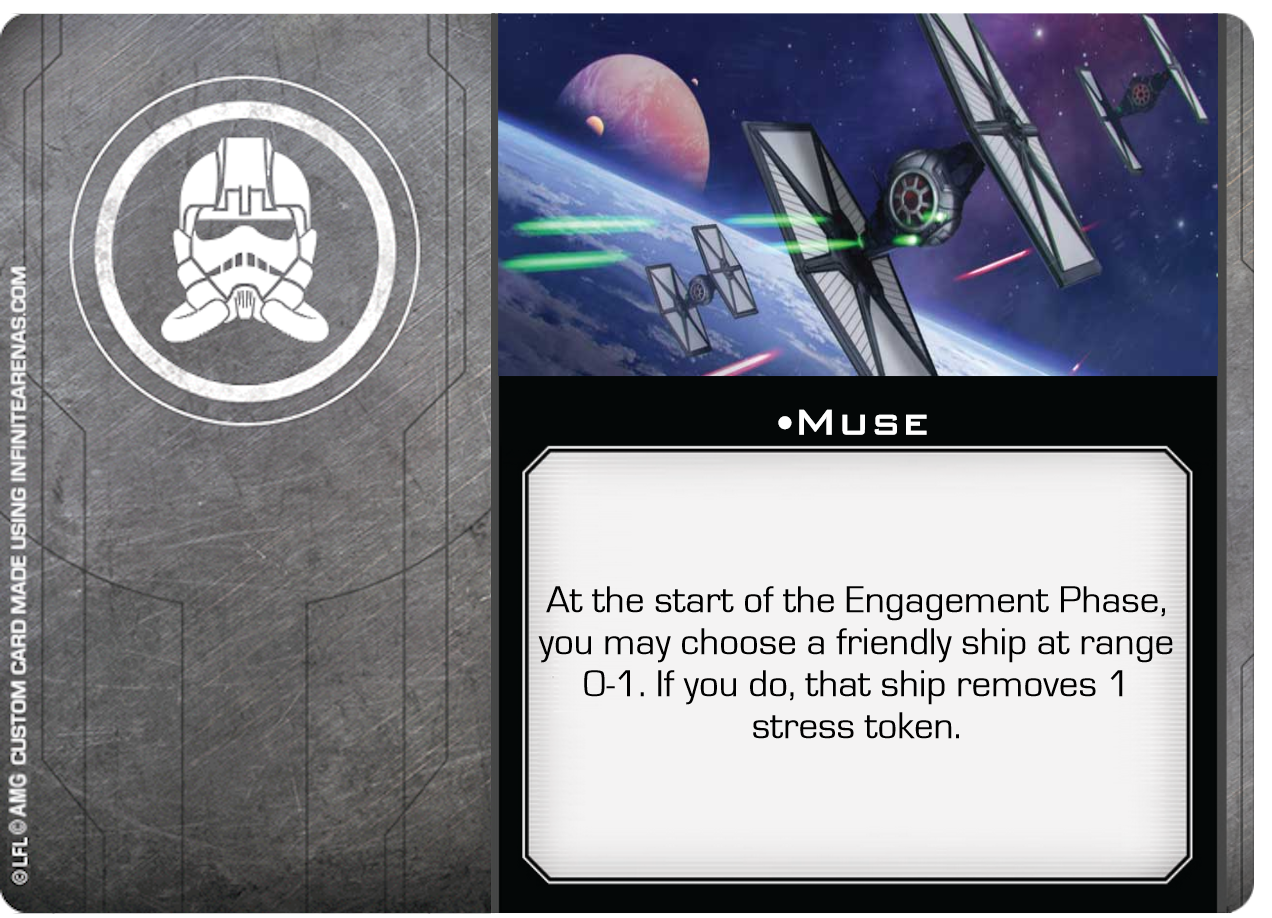 •Muse
At the start of the Engagement Phase,
you may choose a friendly ship at range
0-1. If you do, that ship removes 1
stress token.
©LFL ©AMG CUSTOM CARD MADE USING INFINITEARENAS.COM